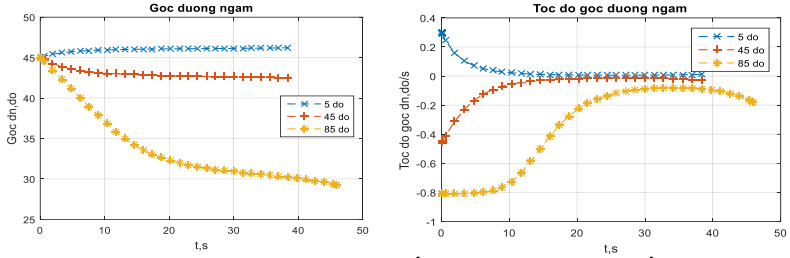 Goc duong ngam
50
45
40
35
30
25
0
10
20
30
40
50
Goc dn,do
t,s
5 do
45 do
85 do
Toc do goc duong ngam
0.4
0.2
0
-0.2
-0.4
-0.6
-0.8
-1
0
10
20
30
40
50
Toc do goc dn,do/s
t,s
5 do
45 do
85 do